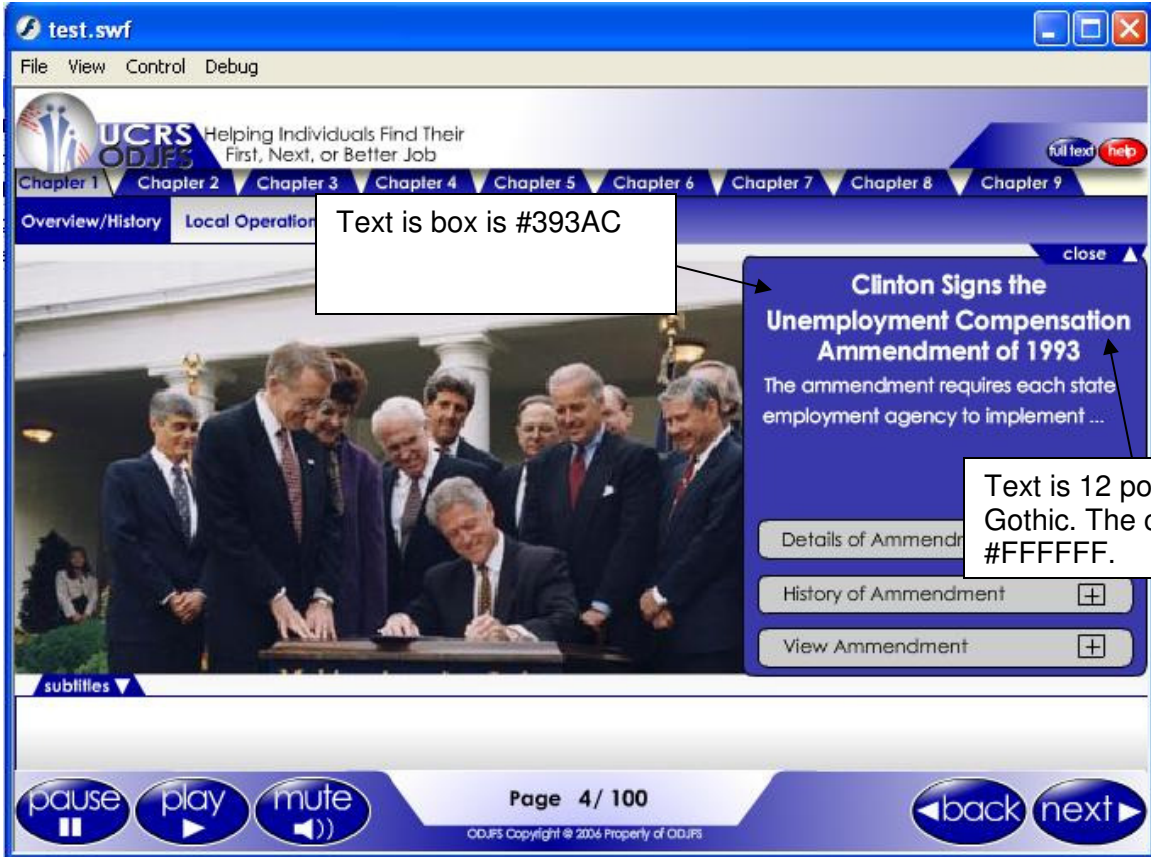 test.swf
File View Control Debug
UCRS
ODJFS
Helping Individuals Find Their
First, Next, or Better Job
full text help
Chapter 1 Chapter 2 Chapter 3 Chapter 4 Chapter 5 Chapter 6 Chapter 7 Chapter 8 Chapter 9
Overview/History Local Operation
Text is box is #393AC
close
Clinton Signs the
Unemployment Compensation
Ammendment of 1993
The ammendment requires each state
employment agency to implement ...
Text is 12 po
Gothic. The
#FFFFFF.
Details of Ammendm
History of Ammendment
View Ammendment
subtitles
pause play mute
Page 4/ 100
ODJFS Copyright @ 2006 Property of ODJFS
back next